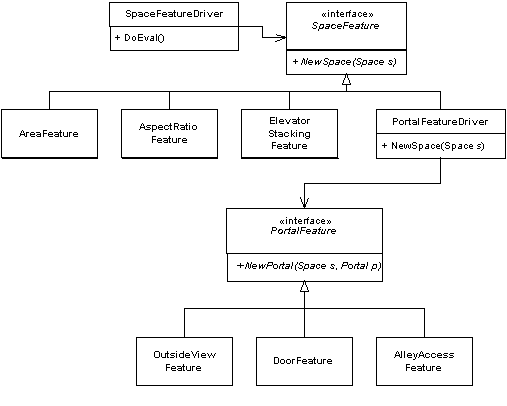 SpaceFeatureDriver
+ DoEval()
«interface»
SpaceFeature
+ NewSpace(Space s)
AreaFeature
AspectRatio
Feature
Elevator
Stacking
Feature
PortalFeatureDriver
+ NewSpace(Space s)
«interface»
PortalFeature
+NewPortal(Space s, Portal p)
OutsideView
Feature
DoorFeature
AlleyAccess
Feature